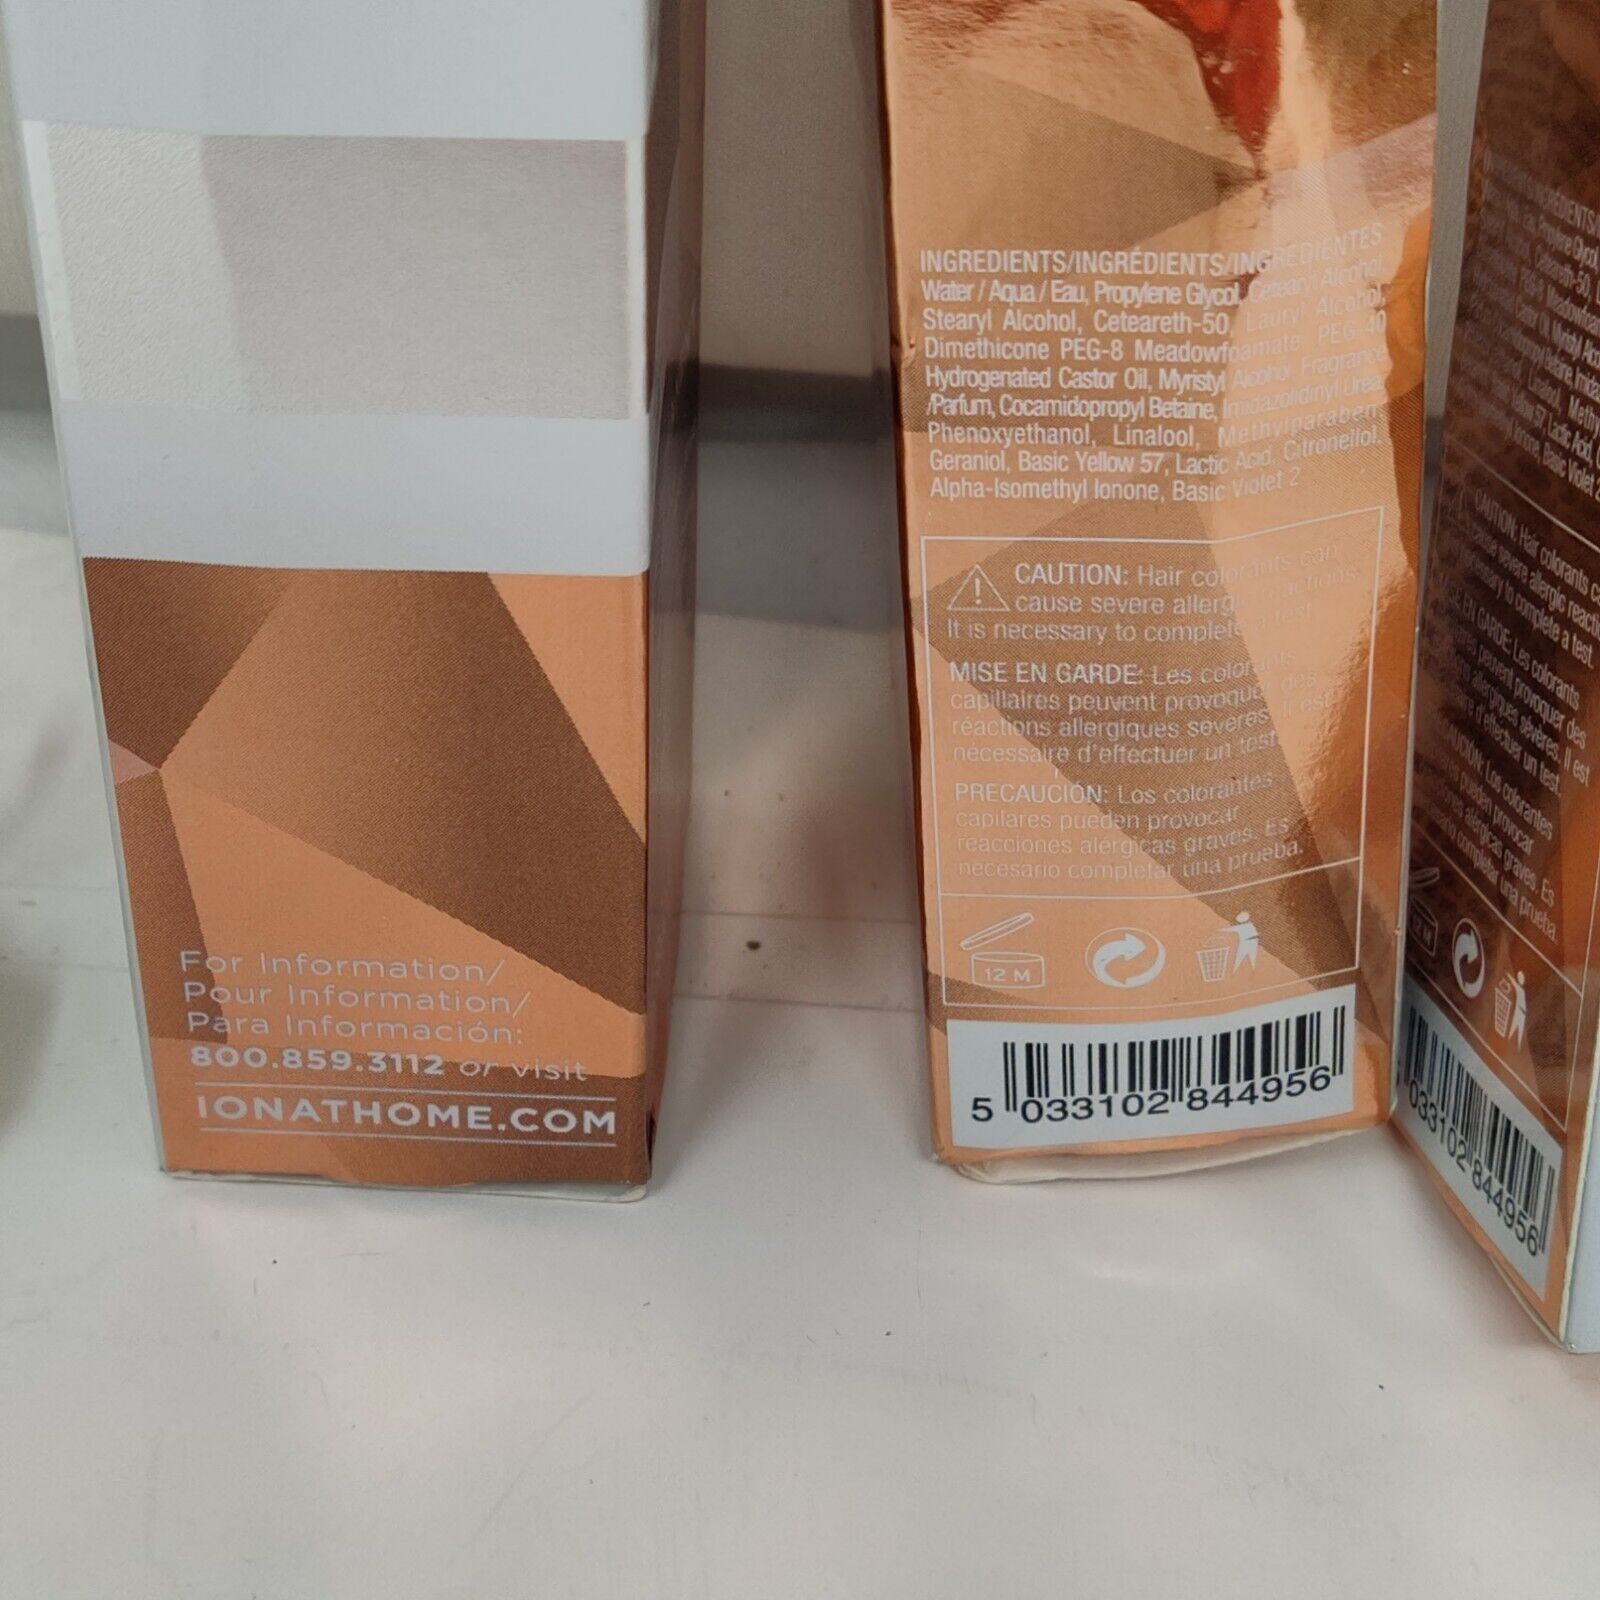 For Information/
Pour Information/
Para Información:
800.859.3112 or visit
IONATHOME.COM
INGREDIENTS/INGRÉDIENTS/INGREDIENTES
Water / Aqua / Eau, Propylene Glycol, Cetearyl Alcohol,
Stearyl Alcohol, Ceteareth-50, Lauryl Alcohol,
Dimethicone PEG-8 Meadowfoamate, PEG-40
Hydrogenated Castor Oil, Myristyl Alcohol, Fragrance
/Parfum, Cocamidopropyl Betaine, Imidazolidinyl Urea,
Phenoxyethanol, Linalool, Methylparaben,
Geraniol, Basic Yellow 57, Lactic Acid, Citronellol,
Alpha-Isomethyl Ionone, Basic Violet 2
CAUTION: Hair colorants can
cause severe allergic reactions.
It is necessary to complete a test.
MISE EN GARDE: Les colorants
capillaires peuvent provoquer des
réactions allergiques sévères. Il est
nécessaire d'effectuer un test.
PRECAUCIÓN: Los colorantes
capilares pueden provocar
reacciones alérgicas graves. Es
necesario completar una prueba.
12 M
5 033102 844956
CAUTION: Hair colorants
cause severe allergic
necessary to complete a test.
EN GARDE: Les colorants
peuvent provoquer des
allergiques sévères. Il est
d'effectuer un test.
Los colorantes
pueden provocar
alérgicas graves. Es
completar una prueba.
12 M
033102 844956